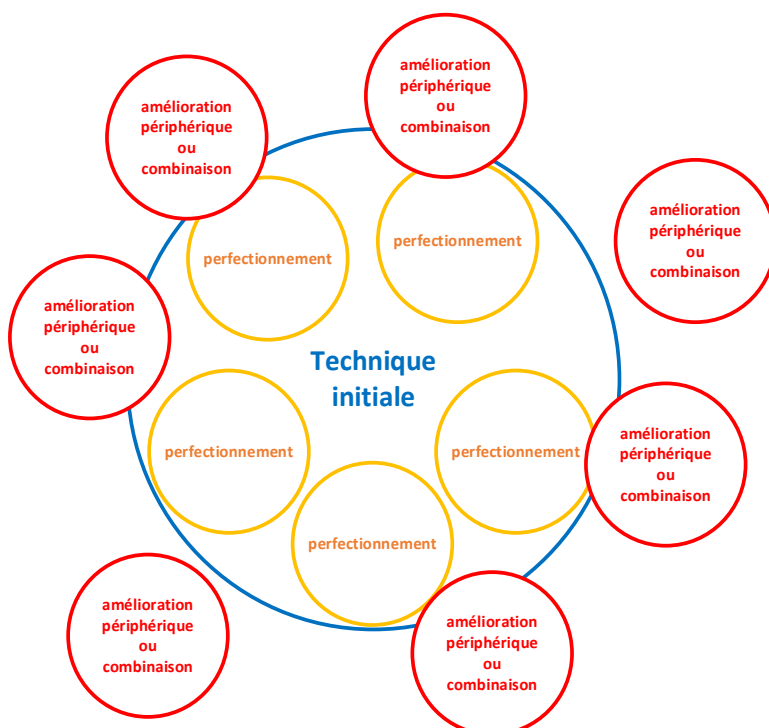 amélioration
périphérique
ou
combinaison
amélioration
périphérique
ou
combinaison
amélioration
périphérique
ou
combinaison
perfectionnement
perfectionnement
amélioration
périphérique
ou
combinaison
Technique
initiale
amélioration
périphérique
ou
combinaison
perfectionnement
perfectionnement
perfectionnement
amélioration
périphérique
ou
combinaison
amélioration
périphérique
ou
combinaison